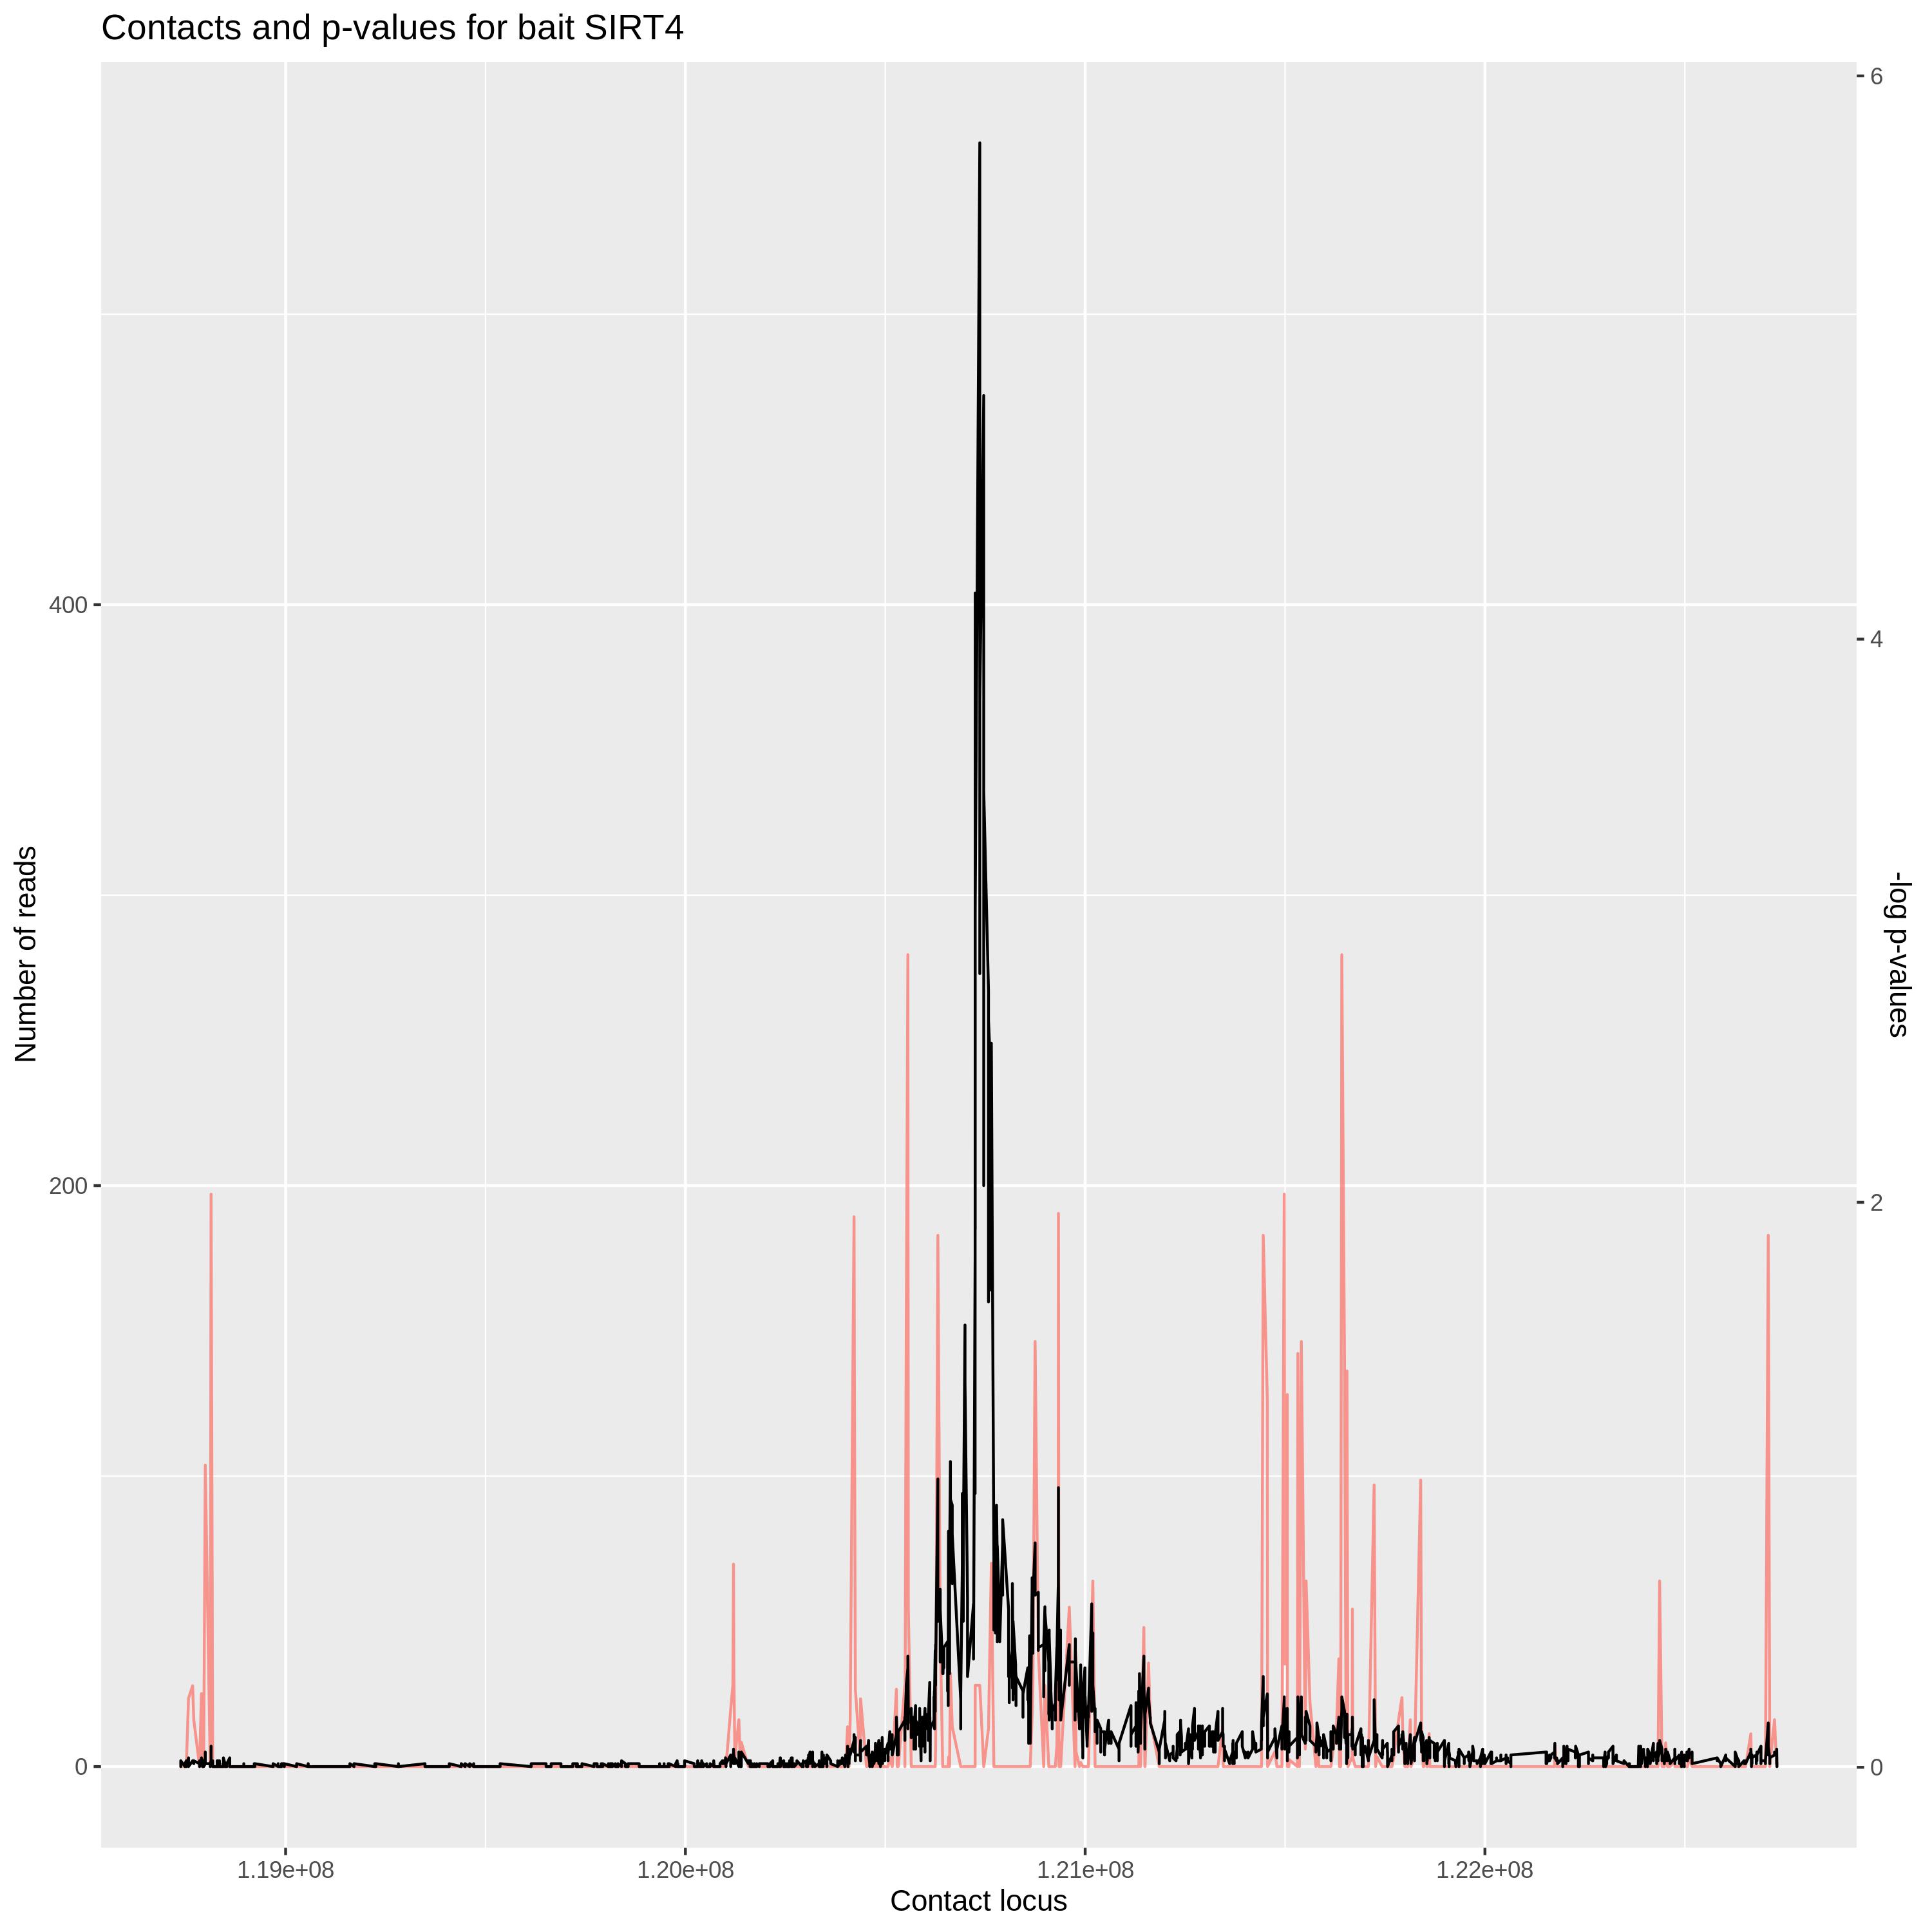 Contacts and p-values for bait SIRT4
6
400
4
Number of reads
-log p-values
200
2
0
0
1.19e+08
1.20e+08
1.21e+08
1.22e+08
Contact locus